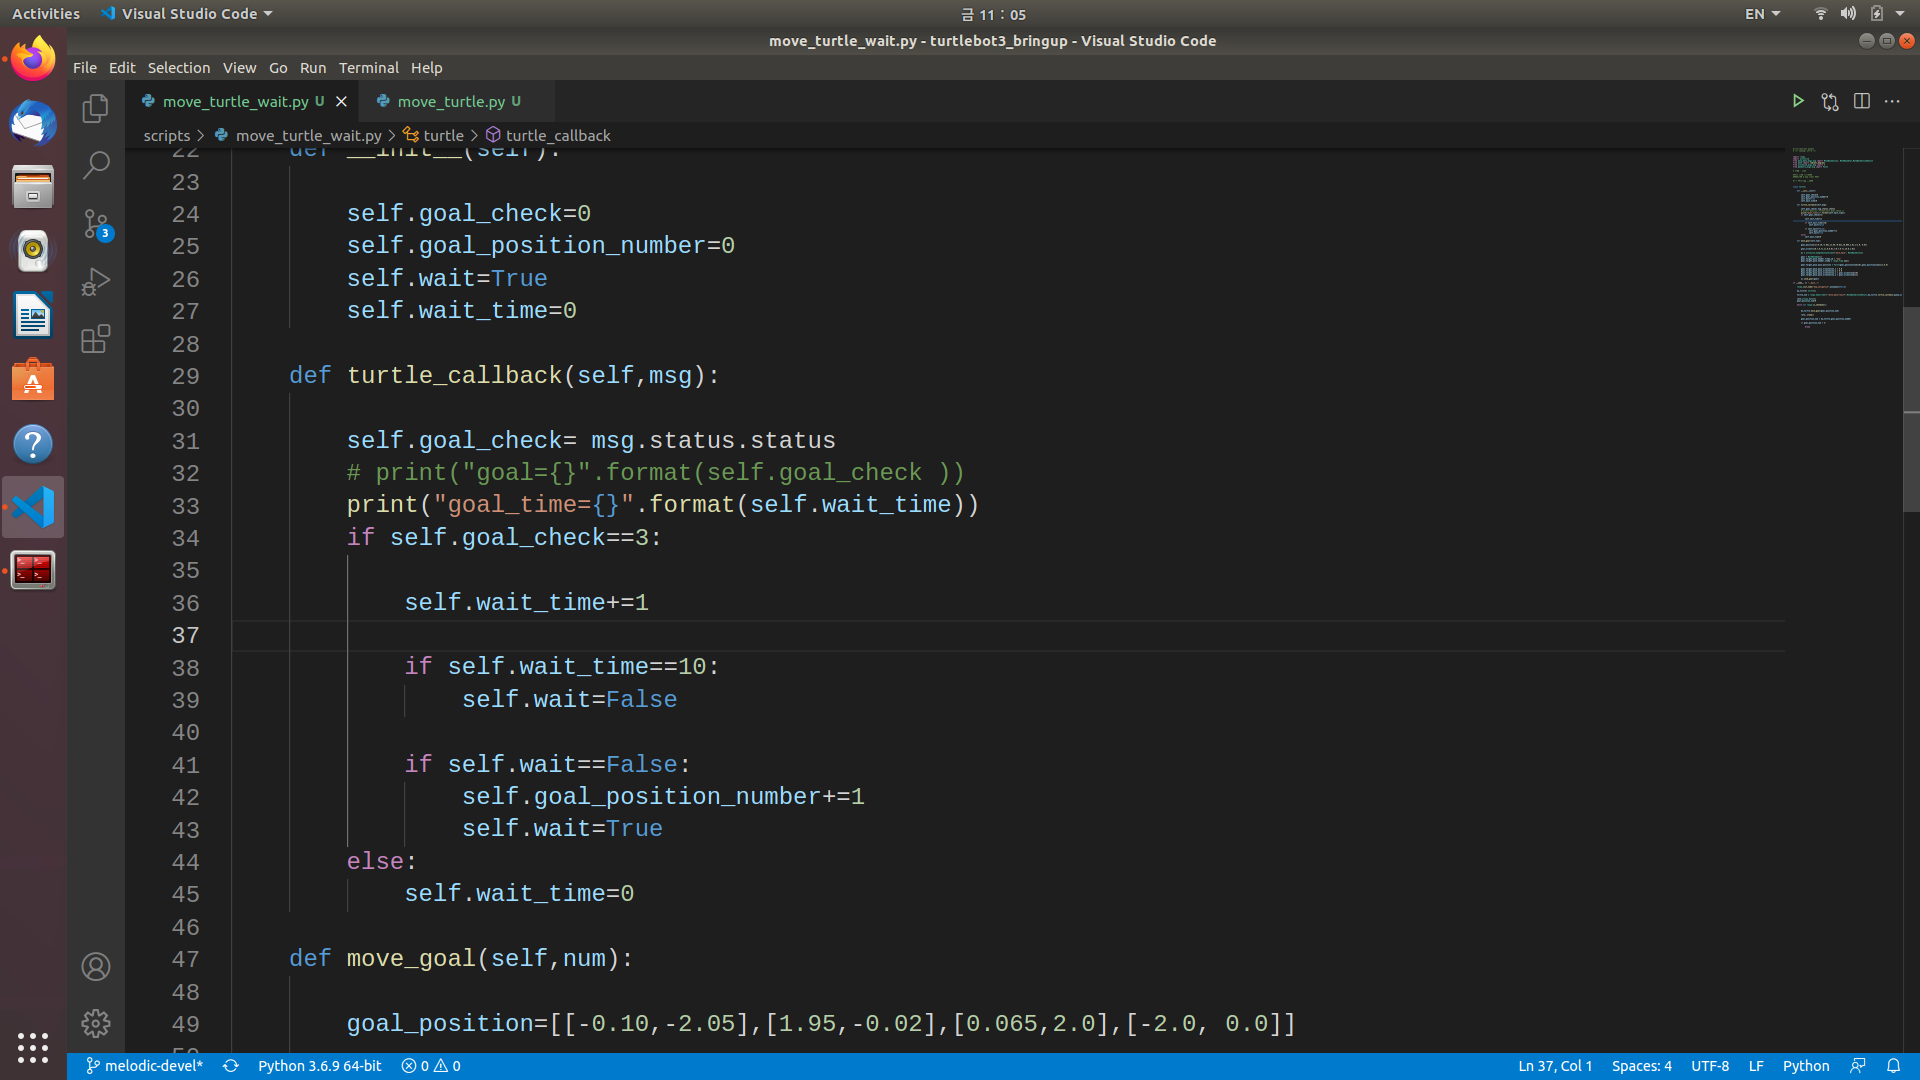 Activities Visual Studio Code 금 11 : 05 EN
move_turtle_wait.py - turtlebot3_bringup - Visual Studio Code
File Edit Selection View Go Run Terminal Help
move_turtle_wait.py U move_turtle.py U
scripts > move_turtle_wait.py > turtle > turtle_callback
22 def __init__(self):
23
24 self.goal_check=0
25 self.goal_position_number=0
26 self.wait=True
27 self.wait_time=0
28
29 def turtle_callback(self,msg):
30
31 self.goal_check= msg.status.status
32 # print("goal={}".format(self.goal_check ))
33 print("goal_time={}".format(self.wait_time))
34 if self.goal_check==3:
35
36 self.wait_time+=1
37
38 if self.wait_time==10:
39 self.wait=False
40
41 if self.wait==False:
42 self.goal_position_number+=1
43 self.wait=True
44 else:
45 self.wait_time=0
46
47 def move_goal(self,num):
48
49 goal_position=[[-0.10,-2.05],[1.95,-0.02],[0.065,2.0],[-2.0, 0.0]]
3
melodic-devel* Python 3.6.9 64-bit 0 0 Ln 37, Col 1 Spaces: 4 UTF-8 LF Python